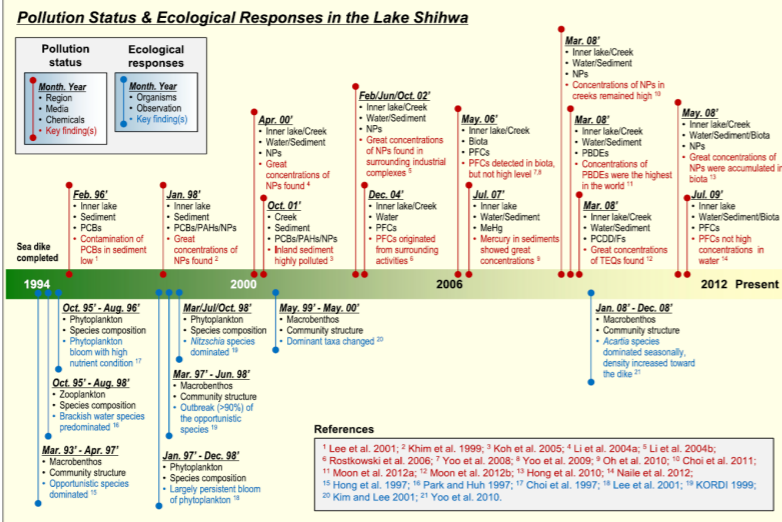 Pollution Status & Ecological Responses in the Lake Shihwa
Pollution
status
Ecological
responses
Month. Year
• Region
• Media
• Chemicals
• Key finding(s)
Month. Year
• Organisms
• Observation
• Key finding(s)
Sea dike
completed
Feb. 96'
• Inner lake
• Sediment
• PCBs
• Contamination of
PCBs in sediment
low 1
Jan. 98'
• Inner lake
• Sediment
• PCBs/PAHs/NPs
• Great
concentrations of
NPs found 2
Apr. 00'
• Inner lake/Creek
• Water/Sediment
• NPs
• Great
concentrations of
NPs found 4
Oct. 01'
• Creek
• Sediment
• PCBs/PAHs/NPs
• Inland sediment
highly polluted 3
Feb/Jun/Oct. 02'
• Inner lake/Creek
• Water/Sediment
• NPs
• Great concentrations
of NPs found in
surrounding industrial
complexes 5
Dec. 04'
• Inner lake/Creek
• Water
• PFCs
• PFCs originated
from surrounding
activities 6
May. 06'
• Inner lake/Creek
• Biota
• PFCs
• PFCs detected in biota,
but not high level 7,8
Jul. 07'
• Inner lake
• Water/Sediment
• MeHg
• Mercury in sediments
showed great
concentrations 9
Mar. 08'
• Inner lake/Creek
• Water/Sediment
• NPs
• Concentrations of NPs in
creeks remained high 10
Mar. 08'
• Inner lake/Creek
• Water/Sediment
• PBDEs
• Concentrations of
PBDEs were the highest
in the world 11
Mar. 08'
• Inner lake/Creek
• Water/Sediment
• PCDD/Fs
• Great concentrations
of TEQs found 12
May. 08'
• Inner lake/Creek
• Water/Sediment/Biota
• NPs
• Great concentrations of
NPs were accumulated in
biota 13
Jul. 09'
• Inner lake
• Water/Sediment/Biota
• PFCs
• PFCs not high
concentrations in
water 14
1994 2000 2006 2012 Present
Oct. 95' - Aug. 96'
• Phytoplankton
• Species composition
• Phytoplankton
bloom with high
nutrient condition 17
Oct. 95' - Aug. 98'
• Zooplankton
• Species composition
• Brackish water species
predominated 16
Mar. 93' - Apr. 97'
• Macrobenthos
• Community structure
• Opportunistic species
dominated 15
Mar/Jul/Oct. 98'
• Phytoplankton
• Species composition
• Nitzschia species
dominated 19
Mar. 97' - Jun. 98'
• Macrobenthos
• Community structure
• Outbreak (>90%) of
the opportunistic
species 19
Jan. 97' - Dec. 98'
• Phytoplankton
• Species composition
• Largely persistent bloom
of phytoplankton 18
May. 99' - May. 00'
• Macrobenthos
• Community structure
• Dominant taxa changed 20
Jan. 08' - Dec. 08'
• Macrobenthos
• Community structure
• Acartia species
dominated seasonally,
density increased toward
the dike 21
References
1 Lee et al. 2001; 2 Khim et al. 1999; 3 Koh et al. 2005; 4 Li et al. 2004a; 5 Li et al. 2004b;
6 Rostkowski et al. 2006; 7 Yoo et al. 2008; 8 Yoo et al. 2009; 9 Oh et al. 2010; 10 Choi et al. 2011;
11 Moon et al. 2012a; 12 Moon et al. 2012b; 13 Hong et al. 2010; 14 Naile et al. 2012;
15 Hong et al. 1997; 16 Park and Huh 1997; 17 Choi et al. 1997; 18 Lee et al. 2001; 19 KORDI 1999;
20 Kim and Lee 2001; 21 Yoo et al. 2010.